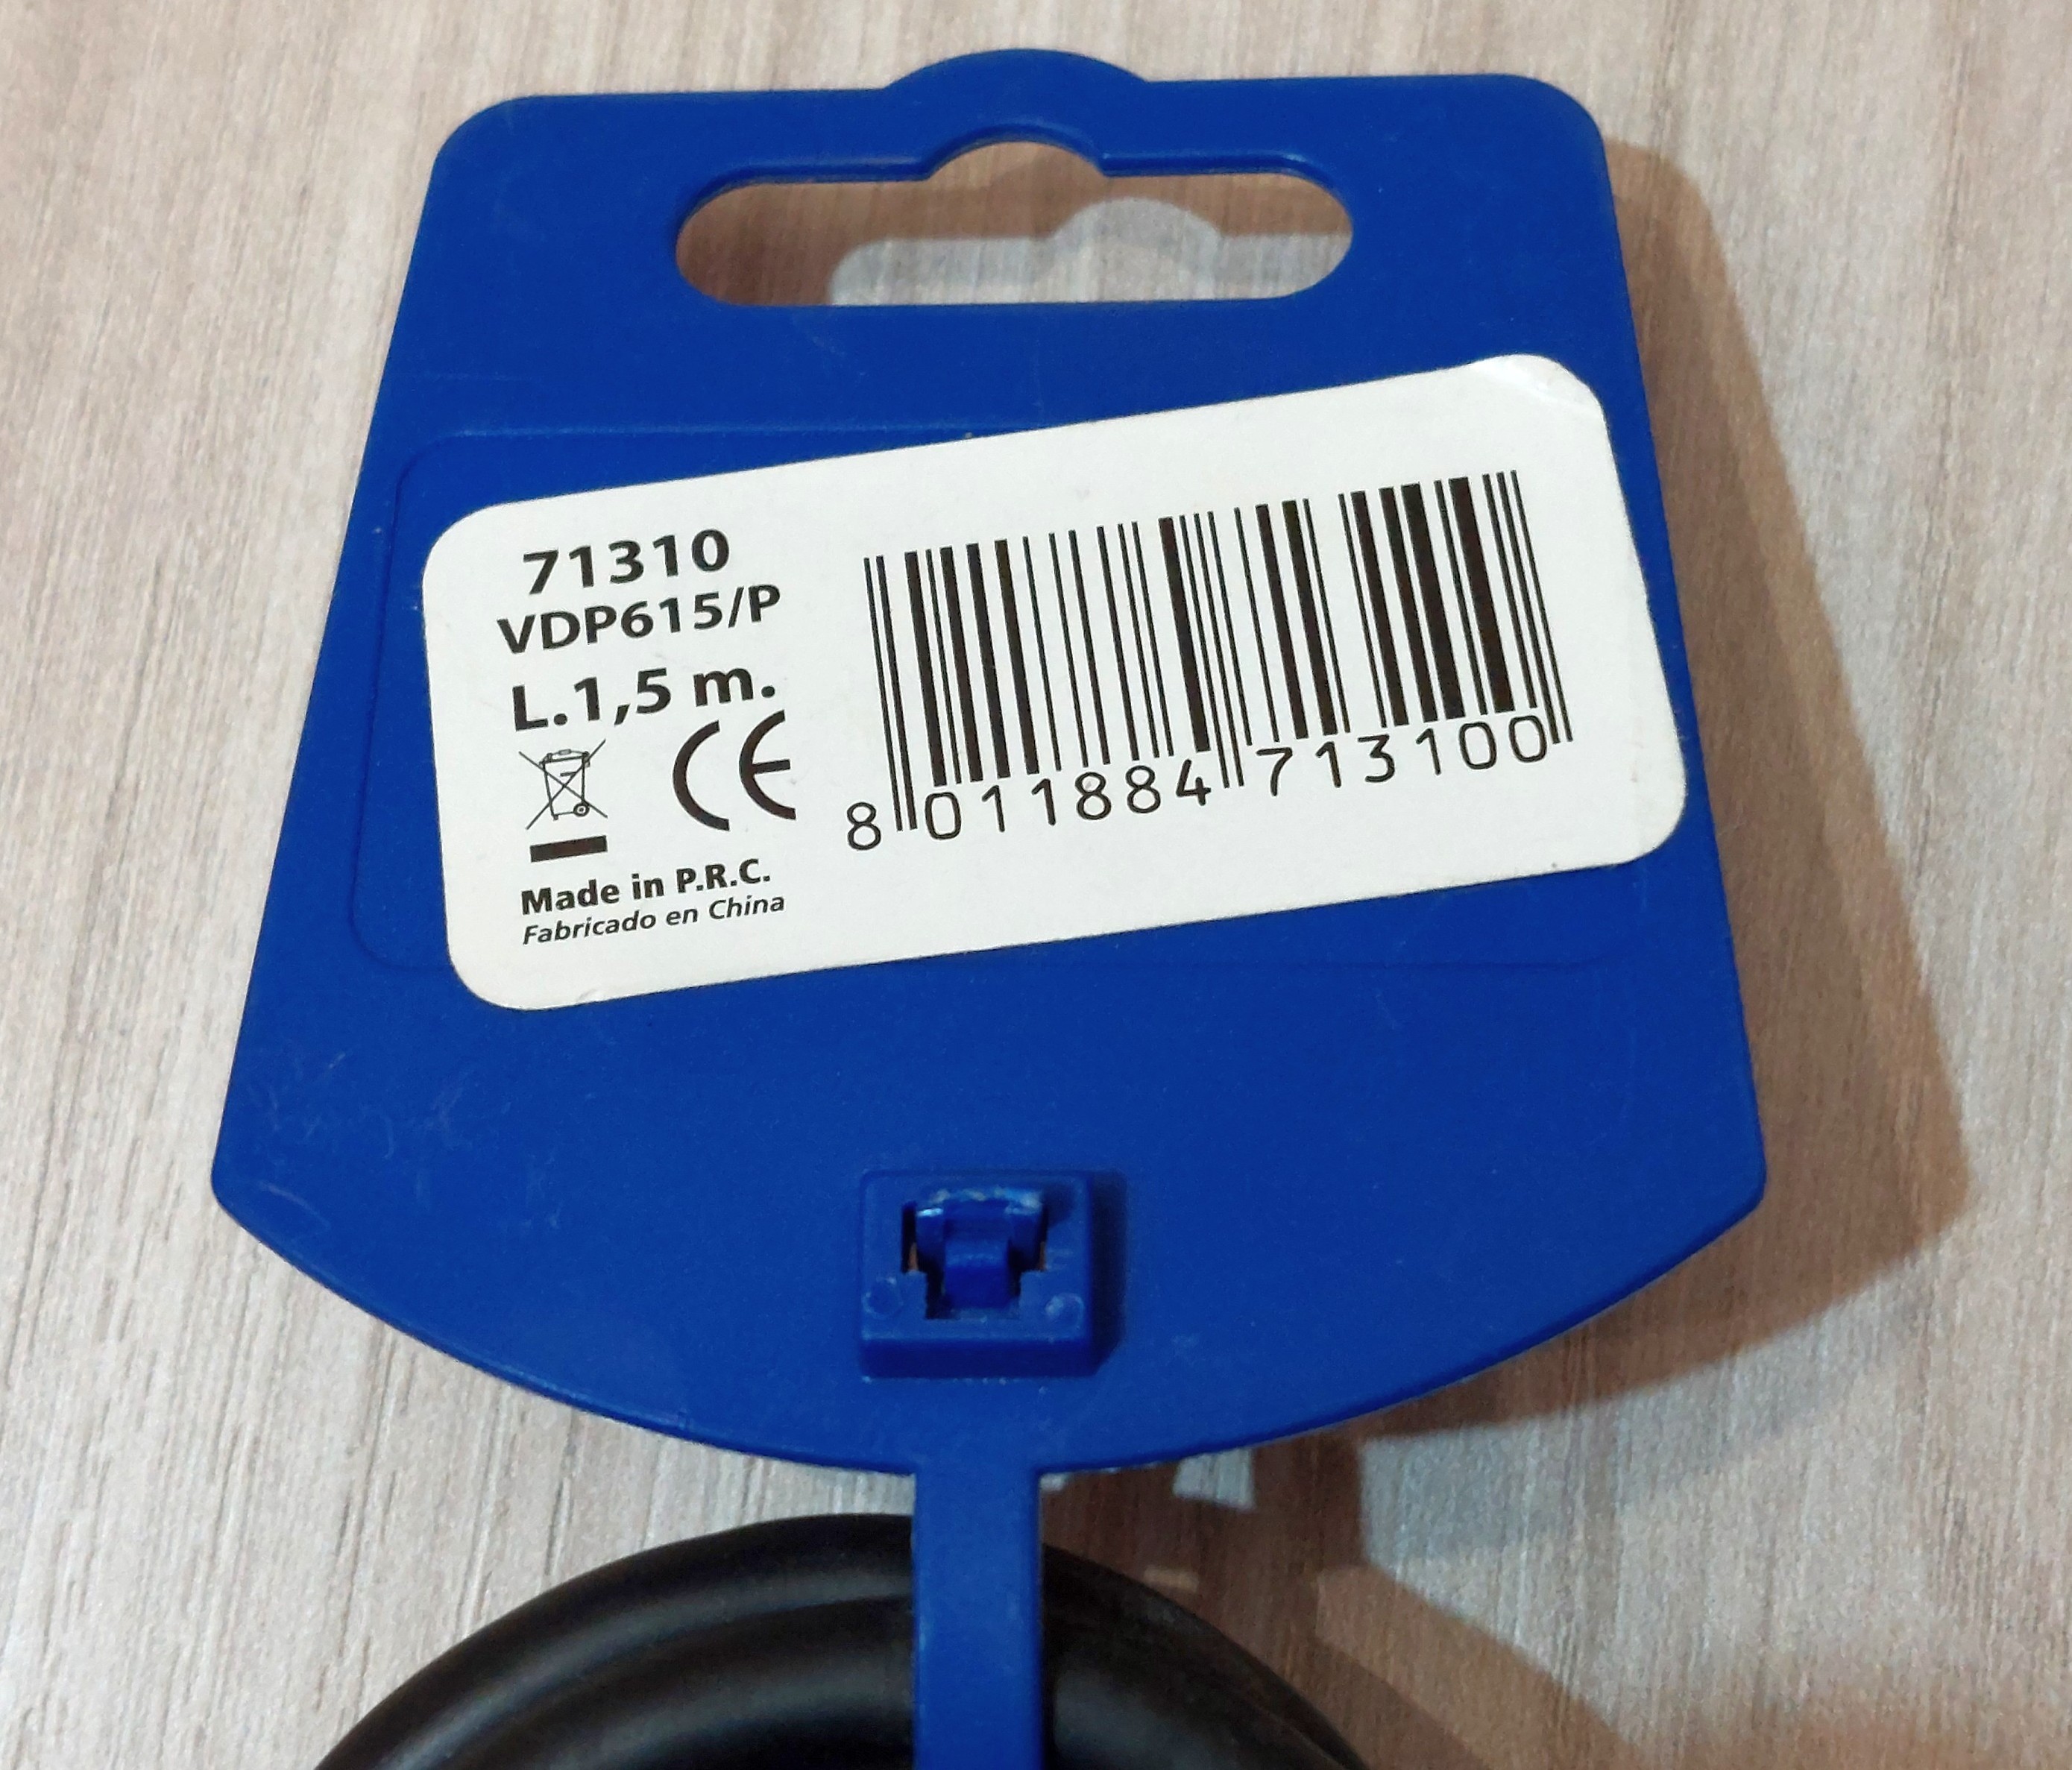 71310
VDP615/P
L.1,5 m.
CE
Made in P.R.C.
Fabricado en China
8 011884 713100